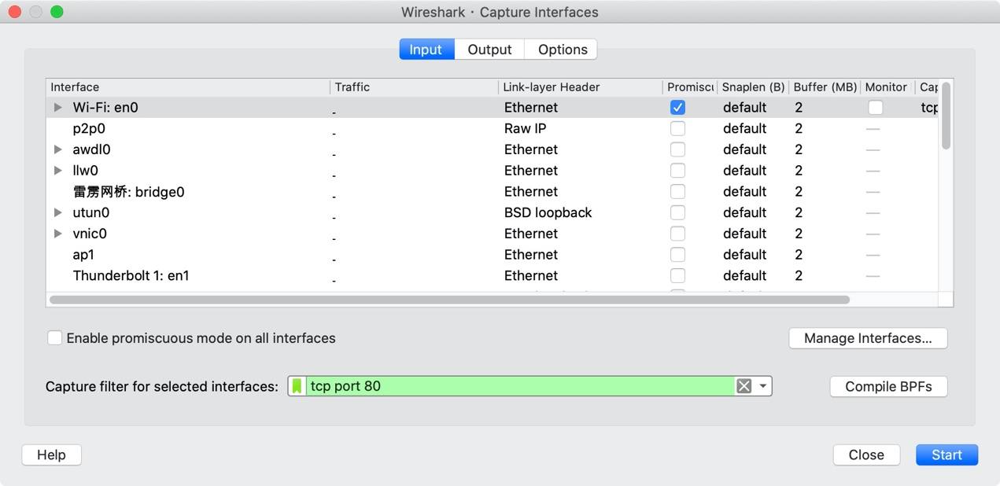 Wireshark · Capture Interfaces
Input Output Options
Interface Traffic Link-layer Header Promiscu Snaplen (B) Buffer (MB) Monitor Cap
Wi-Fi: en0 - Ethernet default 2 tcp
p2p0 - Raw IP default 2 —
awdl0 - Ethernet default 2 —
llw0 - Ethernet default 2 —
雷雳网桥: bridge0 - Ethernet default 2 —
utun0 - BSD loopback default 2 —
vnic0 - Ethernet default 2 —
ap1 - Ethernet default 2 —
Thunderbolt 1: en1 - Ethernet default 2 —
Enable promiscuous mode on all interfaces Manage Interfaces...
Capture filter for selected interfaces: tcp port 80 Compile BPFs
Help Close Start